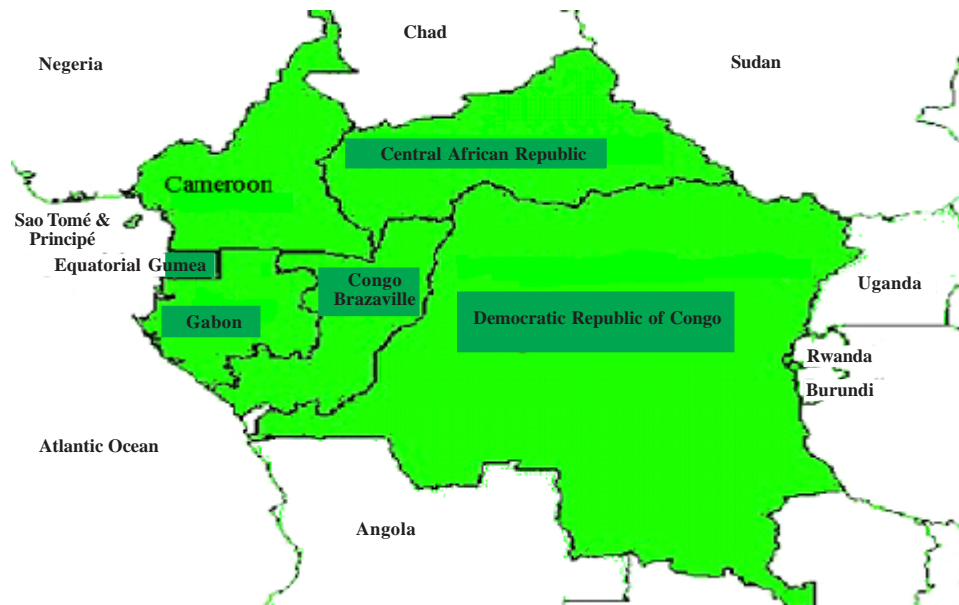 Chad
Negeria
Sudan
Central African Republic
Cameroon
Sao Tomé &
Principé
Equatorial Gumea
Congo
Brazaville
Uganda
Gabon
Democratic Republic of Congo
Rwanda
Burundi
Atlantic Ocean
Angola